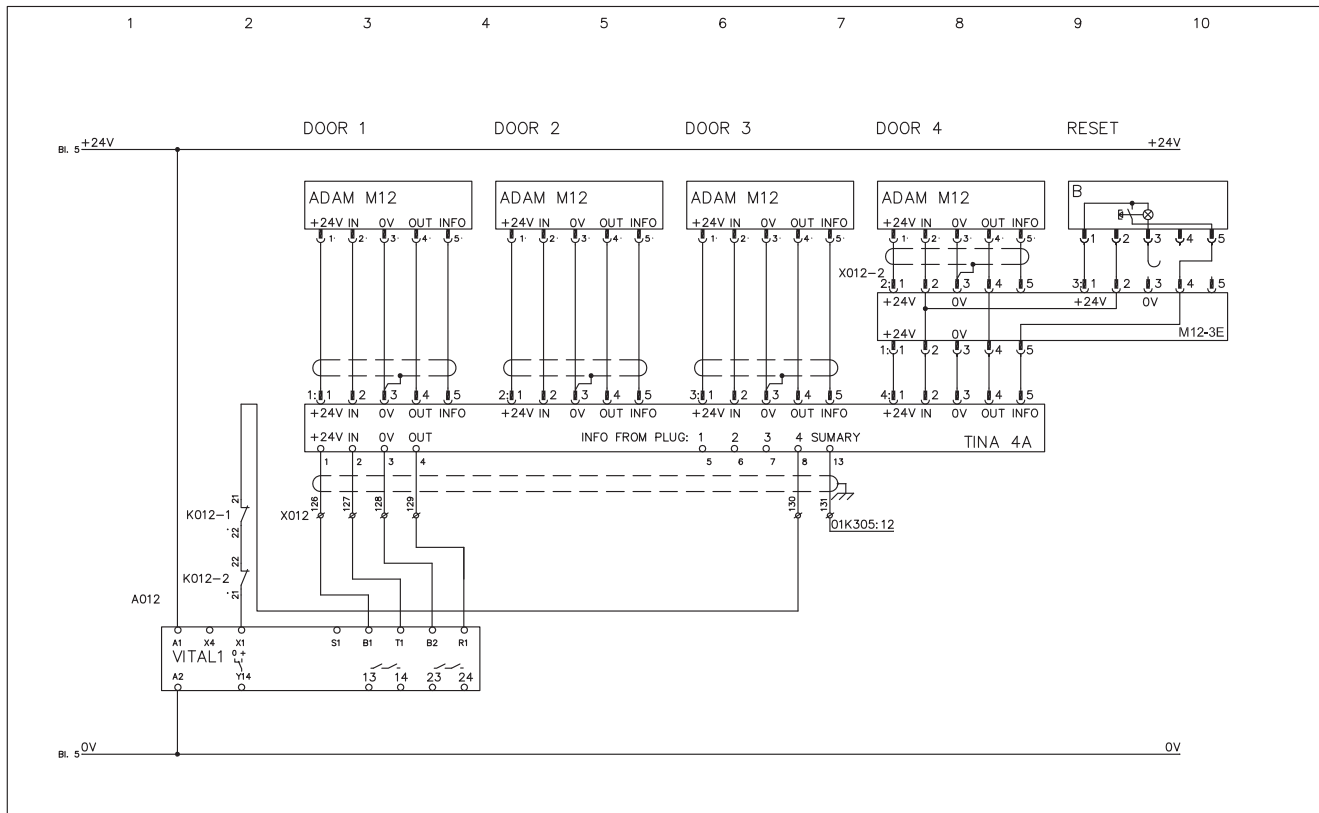 1 2 3 4 5 6 7 8 9 10
DOOR 1 DOOR 2 DOOR 3 DOOR 4 RESET
Bl. 5 +24V +24V
ADAM M12 ADAM M12 ADAM M12 ADAM M12 B
+24V IN 0V OUT INFO +24V IN 0V OUT INFO +24V IN 0V OUT INFO +24V IN 0V OUT INFO
1 2 3 4 5 1 2 3 4 5 1 2 3 4 5 1 2 3 4 5 1 2 3 4 5
X012-2
2:1 2 3 4 5 3:1 2 3 4 5
+24V 0V +24V 0V
+24V 0V M12-3E
1:1 2 3 4 5
1:1 2 3 4 5 2:1 2 3 4 5 3:1 2 3 4 5 4:1 2 3 4 5
+24V IN 0V OUT INFO +24V IN 0V OUT INFO +24V IN 0V OUT INFO +24V IN 0V OUT INFO
+24V IN 0V OUT INFO FROM PLUG: 1 2 3 4 SUMARY TINA 4A
1 2 3 4 5 6 7 8 13
21
126 127 128 129 130 131
K012-1 X012
01K305:12
22
22
K012-2
21
A012
A1 X4 X1 S1 B1 T1 B2 R1
VITAL1 0 +
A2 Y14 13 14 23 24
Bl. 5 0V 0V